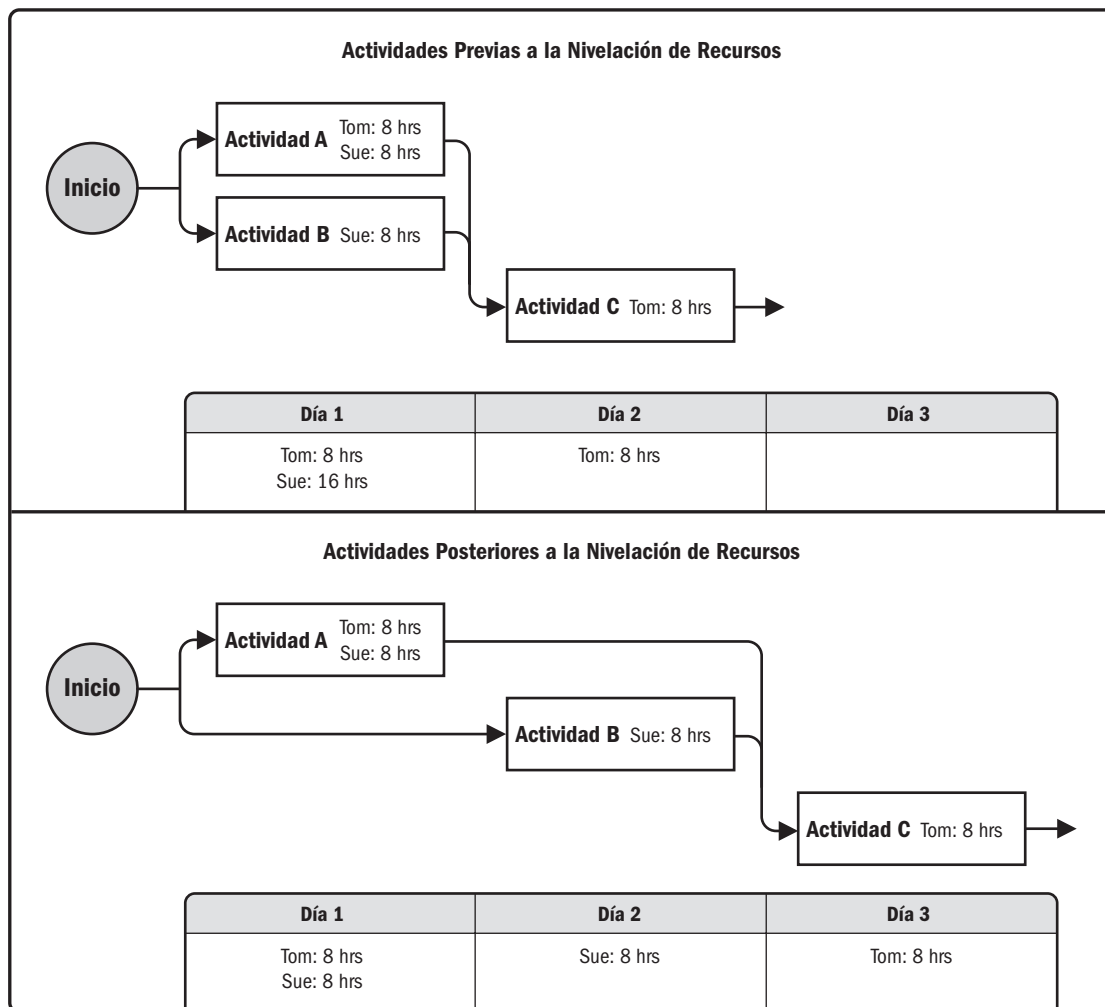 Actividades Previas a la Nivelación de Recursos
Inicio
Actividad A
Tom: 8 hrs
Sue: 8 hrs
Actividad B Sue: 8 hrs
Actividad C Tom: 8 hrs
Día 1
Día 2
Día 3
Tom: 8 hrs
Sue: 16 hrs
Tom: 8 hrs
Actividades Posteriores a la Nivelación de Recursos
Inicio
Actividad A
Tom: 8 hrs
Sue: 8 hrs
Actividad B Sue: 8 hrs
Actividad C Tom: 8 hrs
Día 1
Día 2
Día 3
Tom: 8 hrs
Sue: 8 hrs
Sue: 8 hrs
Tom: 8 hrs